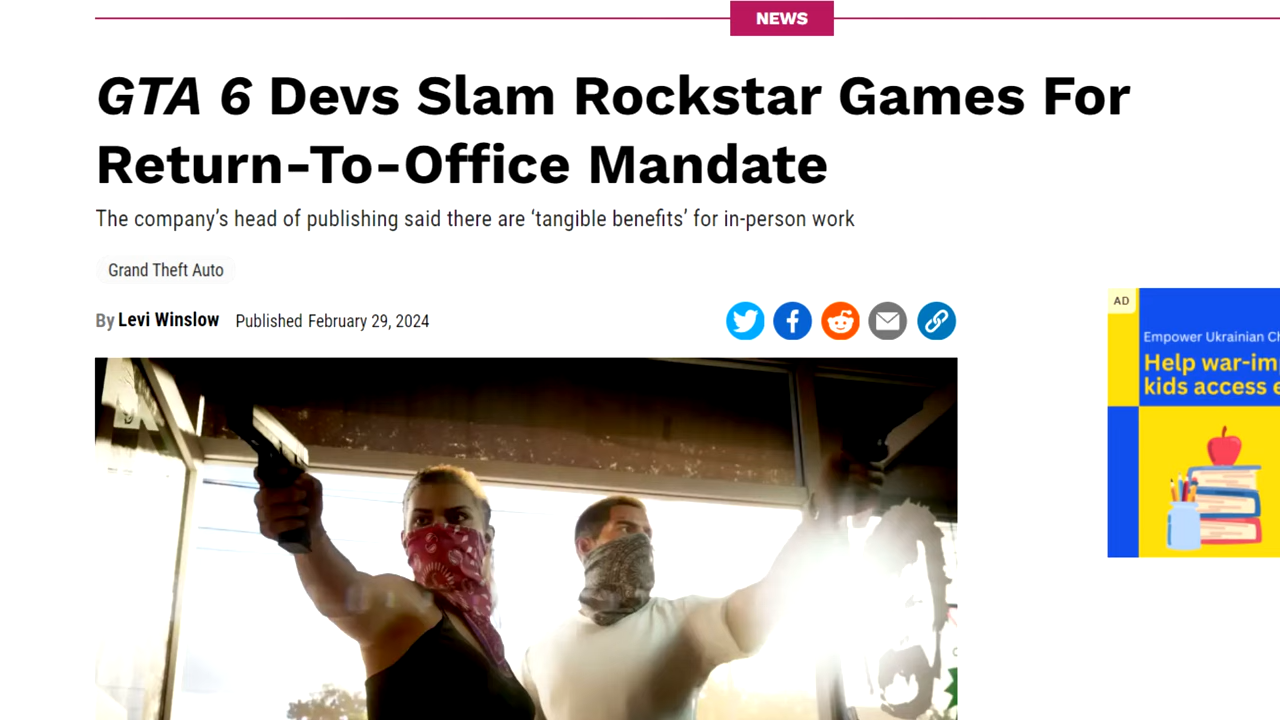 NEWS
GTA 6 Devs Slam Rockstar Games For
Return-To-Office Mandate
The company's head of publishing said there are ‘tangible benefits’ for in-person work
Grand Theft Auto
By Levi Winslow Published February 29, 2024
AD
Empower Ukrainian
Help
kids access